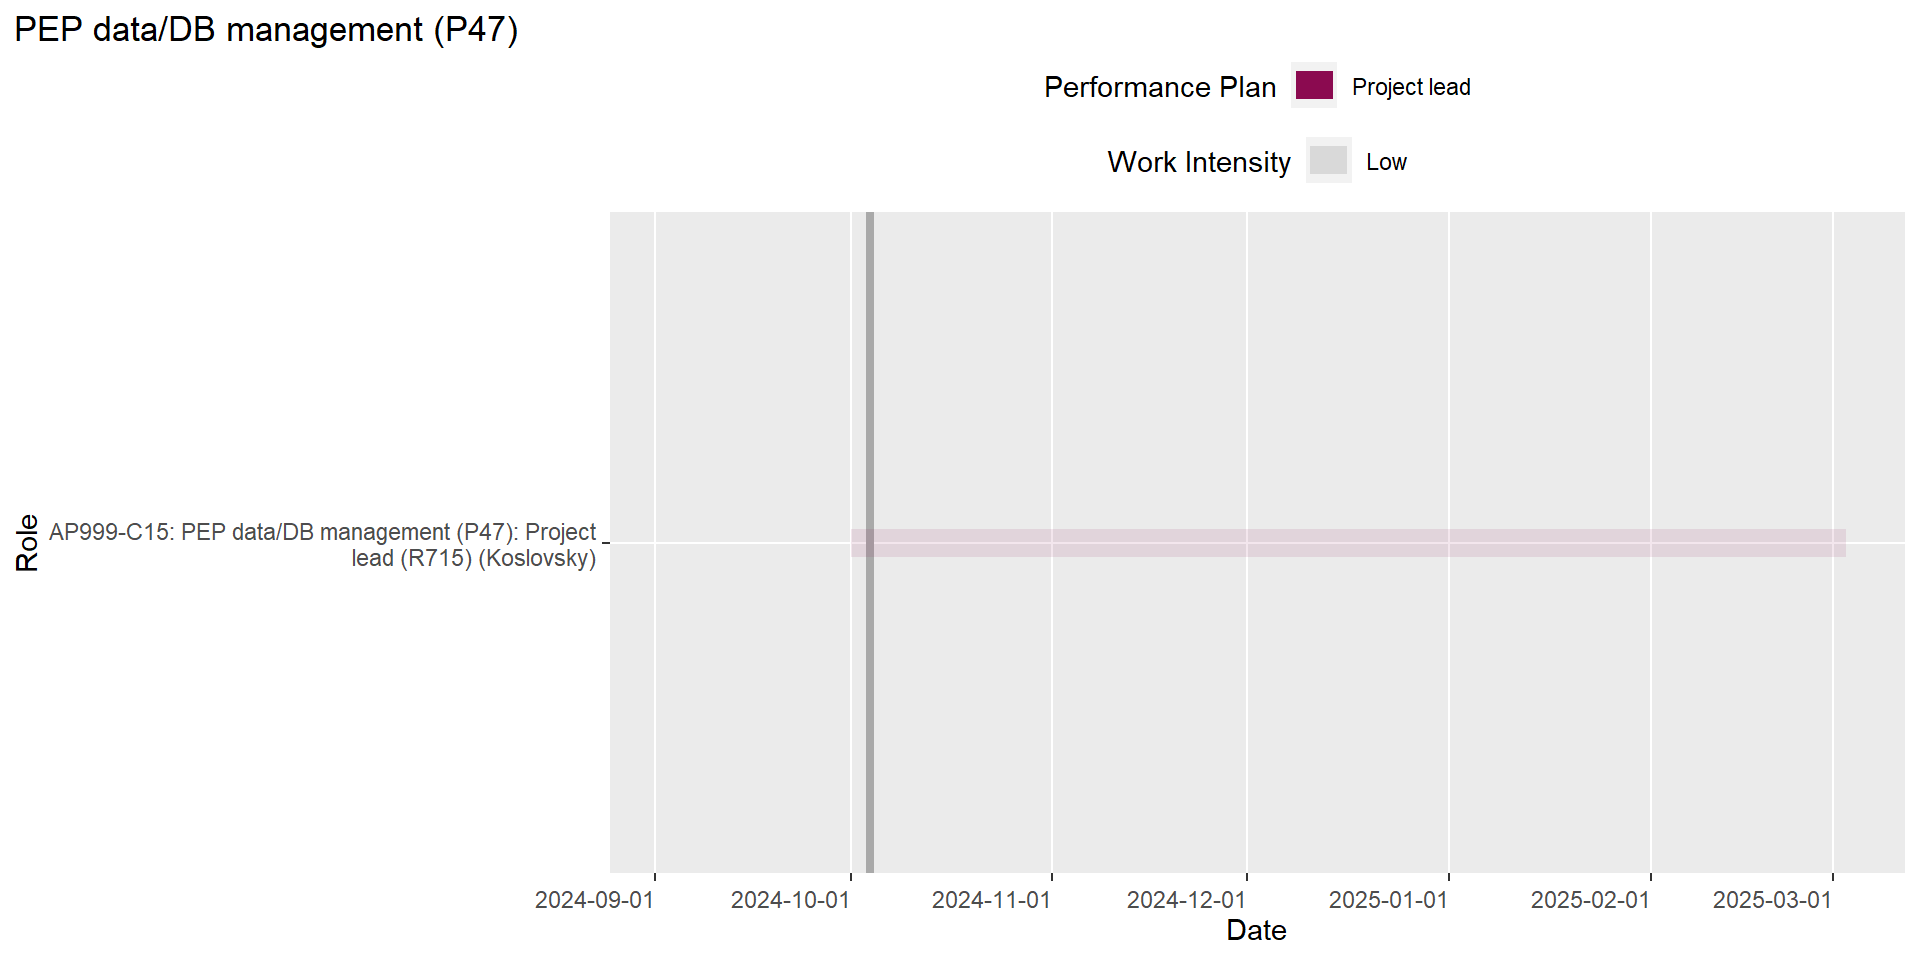 PEP data/DB management (P47)
Performance Plan Project lead
Work Intensity Low
Role
AP999-C15: PEP data/DB management (P47): Project
lead (R715) (Koslovsky)
2024-09-01 2024-10-01 2024-11-01 2024-12-01 2025-01-01 2025-02-01 2025-03-01
Date